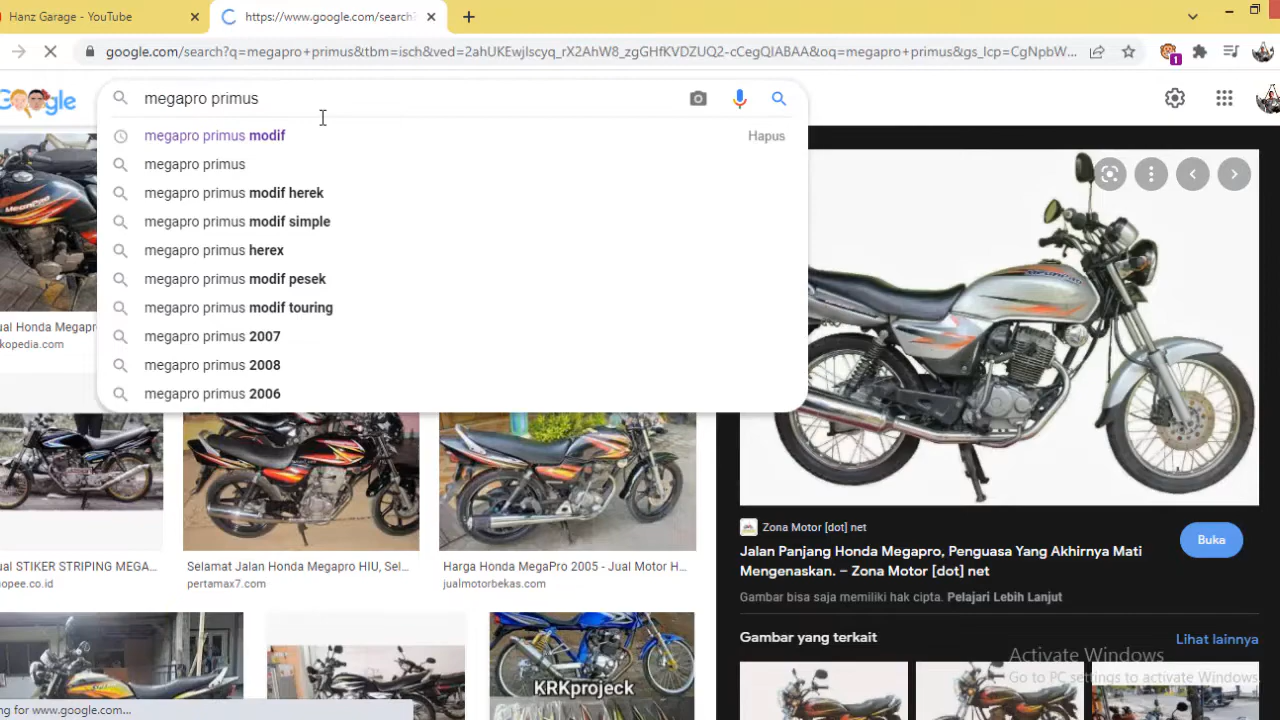 Hanz Garage - YouTube
https://www.google.com/search?
google.com/search?q=megapro+primus&tbm=isch&ved=2ahUKEwjlscyq_rX2AhW8_zgGHfKVDZUQ2-cCegQIABAA&oq=megapro+primus&gs_lcp=CgNpbW...
1
gle
megapro primus
megapro primus modif
Hapus
megapro primus
megapro primus modif herek
megapro primus modif simple
megapro primus herex
megapro primus modif pesek
megapro primus modif touring
megapro primus 2007
megapro primus 2008
megapro primus 2006
ual Honda Megapr
kopedia.com
ual STIKER STRIPING MEGA...
hopee.co.id
Selamat Jalan Honda Megapro HIU, Sel...
pertamax7.com
Harga Honda MegaPro 2005 - Jual Motor H...
jualmotorbekas.com
KRKprojeck
Zona Motor [dot] net
Buka
Jalan Panjang Honda Megapro, Penguasa Yang Akhirnya Mati
Mengenaskan. – Zona Motor [dot] net
Gambar bisa saja memiliki hak cipta. Pelajari Lebih Lanjut
Gambar yang terkait
Lihat lainnya
Activate Windows
Go to PC settings to activate Windows.
ng for www.google.com...